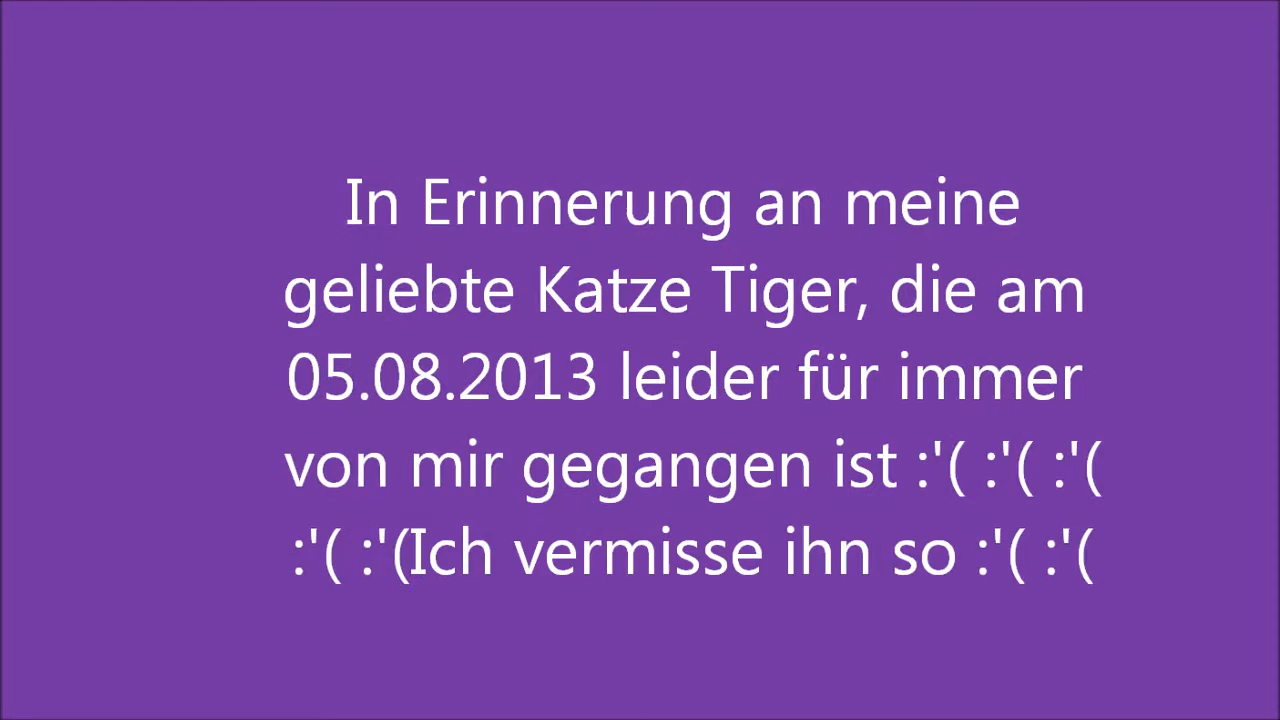 In Erinnerung an meine
geliebte Katze Tiger, die am
05.08.2013 leider für immer
von mir gegangen ist :'( :'( :'(
:'( :'(Ich vermisse ihn so :'( :'(